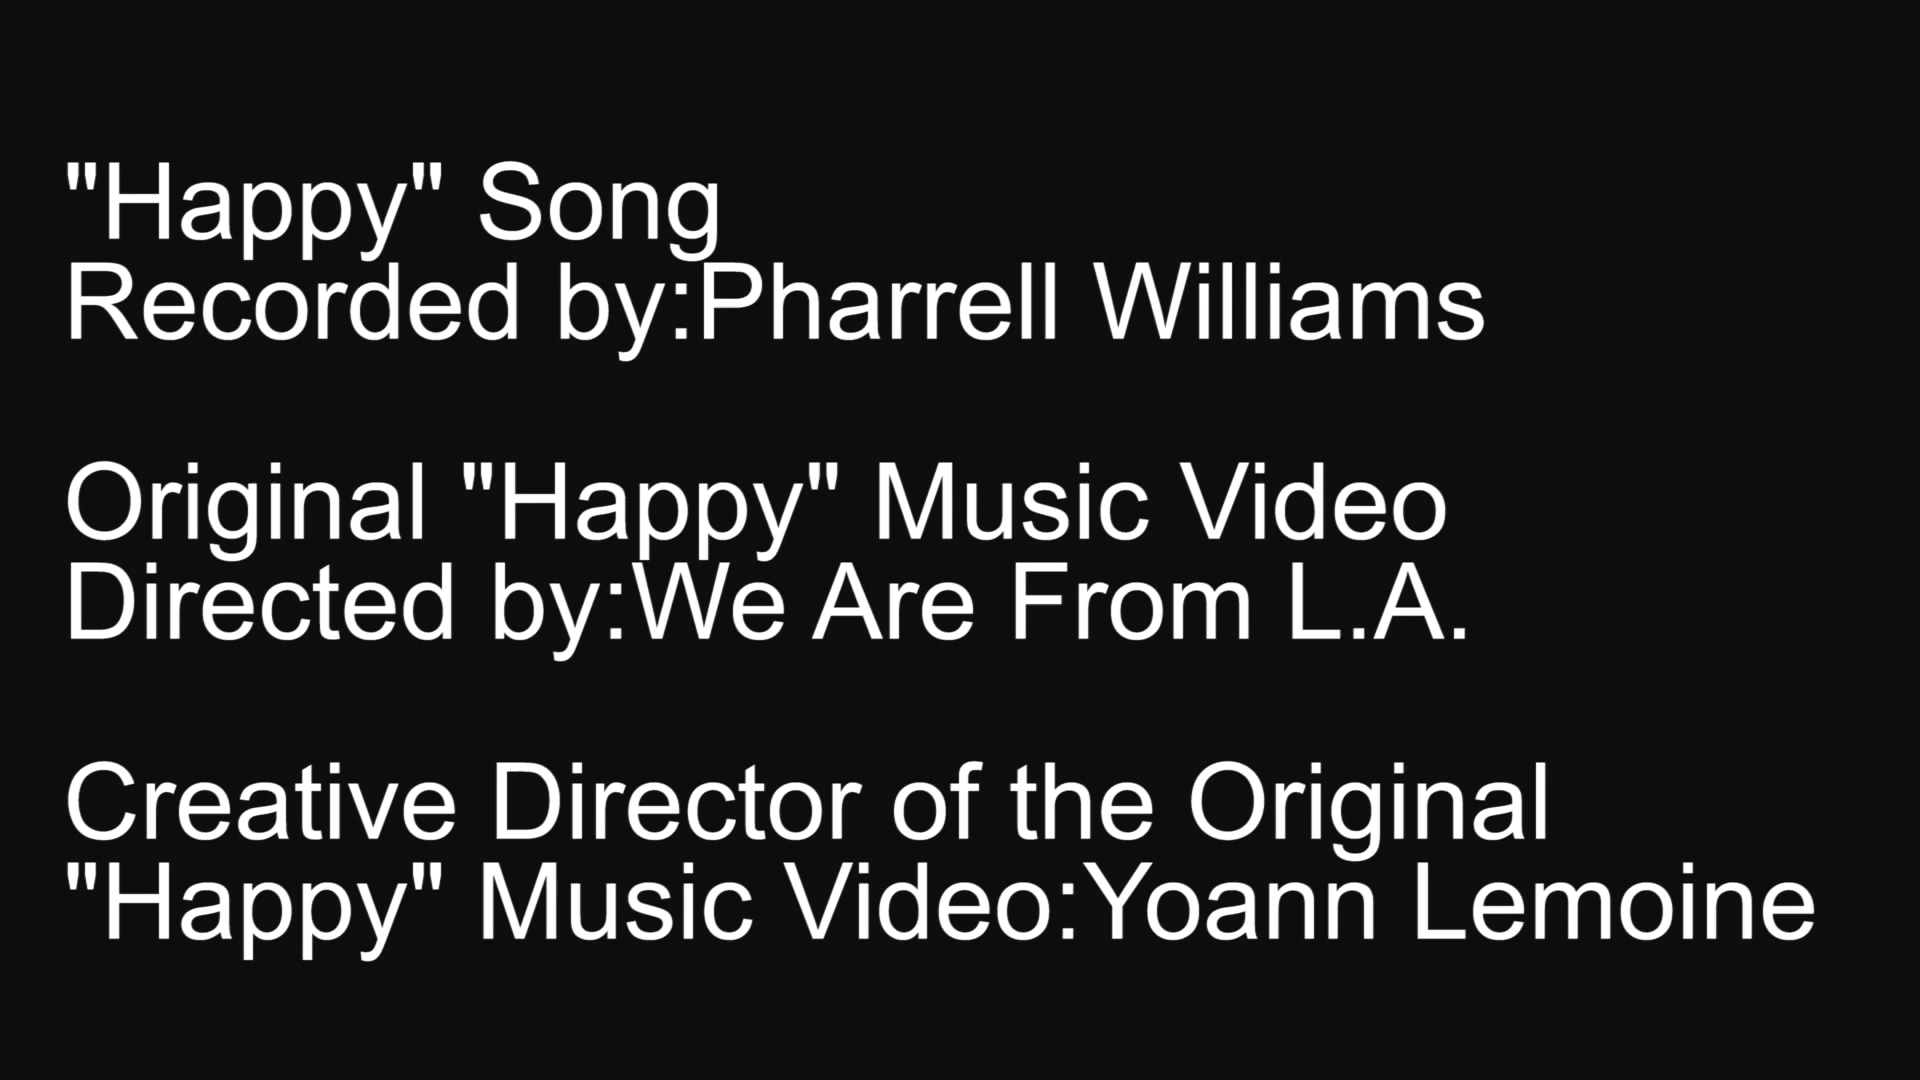 "Happy" Song
Recorded by:Pharrell Williams
Original "Happy" Music Video
Directed by:We Are From L.A.
Creative Director of the Original
"Happy" Music Video:Yoann Lemoine